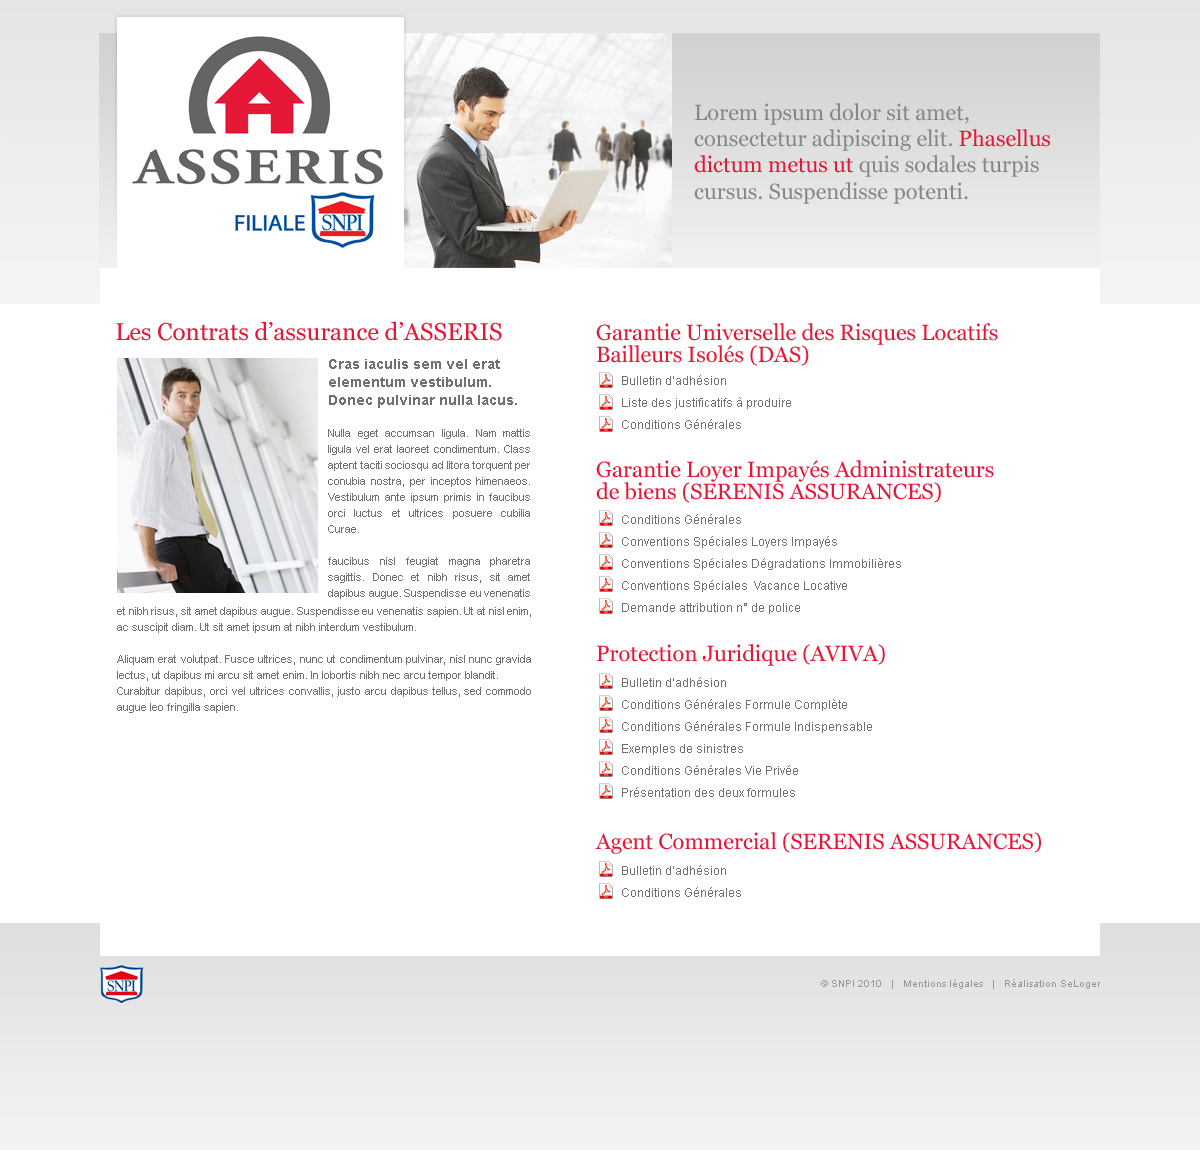 ASSERIS
FILIALE SNPI
Lorem ipsum dolor sit amet,
consectetur adipiscing elit. Phasellus
dictum metus ut quis sodales turpis
cursus. Suspendisse potenti.
Les Contrats d’assurance d’ASSERIS
Cras iaculis sem vel erat
elementum vestibulum.
Donec pulvinar nulla lacus.
Nulla eget accumsan ligula. Nam mattis
ligula vel erat laoreet condimentum. Class
aptent taciti sociosqu ad litora torquent per
conubia nostra, per inceptos himenaeos.
Vestibulum ante ipsum primis in faucibus
orci luctus et ultrices posuere cubilia
Curae.
faucibus nisl feugiat magna pharetra
sagittis. Donec et nibh risus, sit amet
dapibus augue. Suspendisse eu venenatis
et nibh risus, sit amet dapibus augue. Suspendisse eu venenatis sapien. Ut at nisl enim,
ac suscipit diam. Ut sit amet ipsum at nibh interdum vestibulum.
Aliquam erat volutpat. Fusce ultrices, nunc ut condimentum pulvinar, nisl nunc gravida
lectus, ut dapibus mi arcu sit amet enim. In lobortis nibh nec arcu tempor blandit.
Curabitur dapibus, orci vel ultrices convallis, justo arcu dapibus tellus, sed commodo
augue leo fringilla sapien.
Garantie Universelle des Risques Locatifs
Bailleurs Isolés (DAS)
Bulletin d'adhésion
Liste des justificatifs à produire
Conditions Générales
Garantie Loyer Impayés Administrateurs
de biens (SERENIS ASSURANCES)
Conditions Générales
Conventions Spéciales Loyers Impayés
Conventions Spéciales Dégradations Immobilières
Conventions Spéciales  Vacance Locative
Demande attribution n° de police
Protection Juridique (AVIVA)
Bulletin d'adhésion
Conditions Générales Formule Complète
Conditions Générales Formule Indispensable
Exemples de sinistres
Conditions Générales Vie Privée
Présentation des deux formules
Agent Commercial (SERENIS ASSURANCES)
Bulletin d'adhésion
Conditions Générales
SNPI
© SNPI 2010 | Mentions légales | Réalisation SeLoger